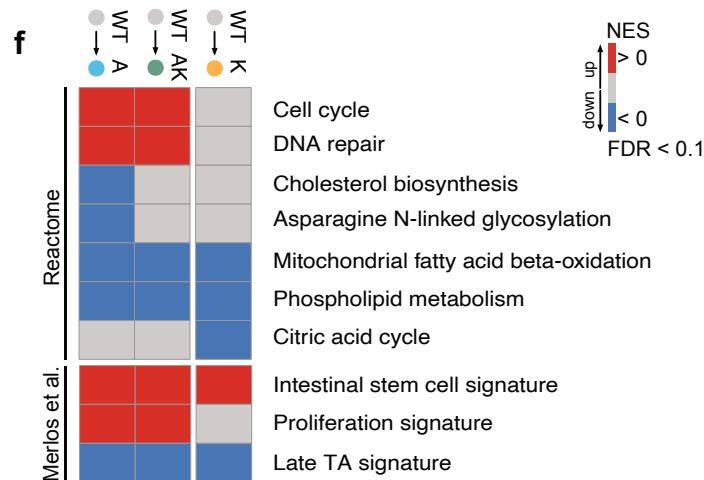 f
WT A
WT AK
WT K
NES
up
> 0
down
< 0
FDR < 0.1
Reactome
Cell cycle
DNA repair
Cholesterol biosynthesis
Asparagine N-linked glycosylation
Mitochondrial fatty acid beta-oxidation
Phospholipid metabolism
Citric acid cycle
Merlos et al.
Intestinal stem cell signature
Proliferation signature
Late TA signature